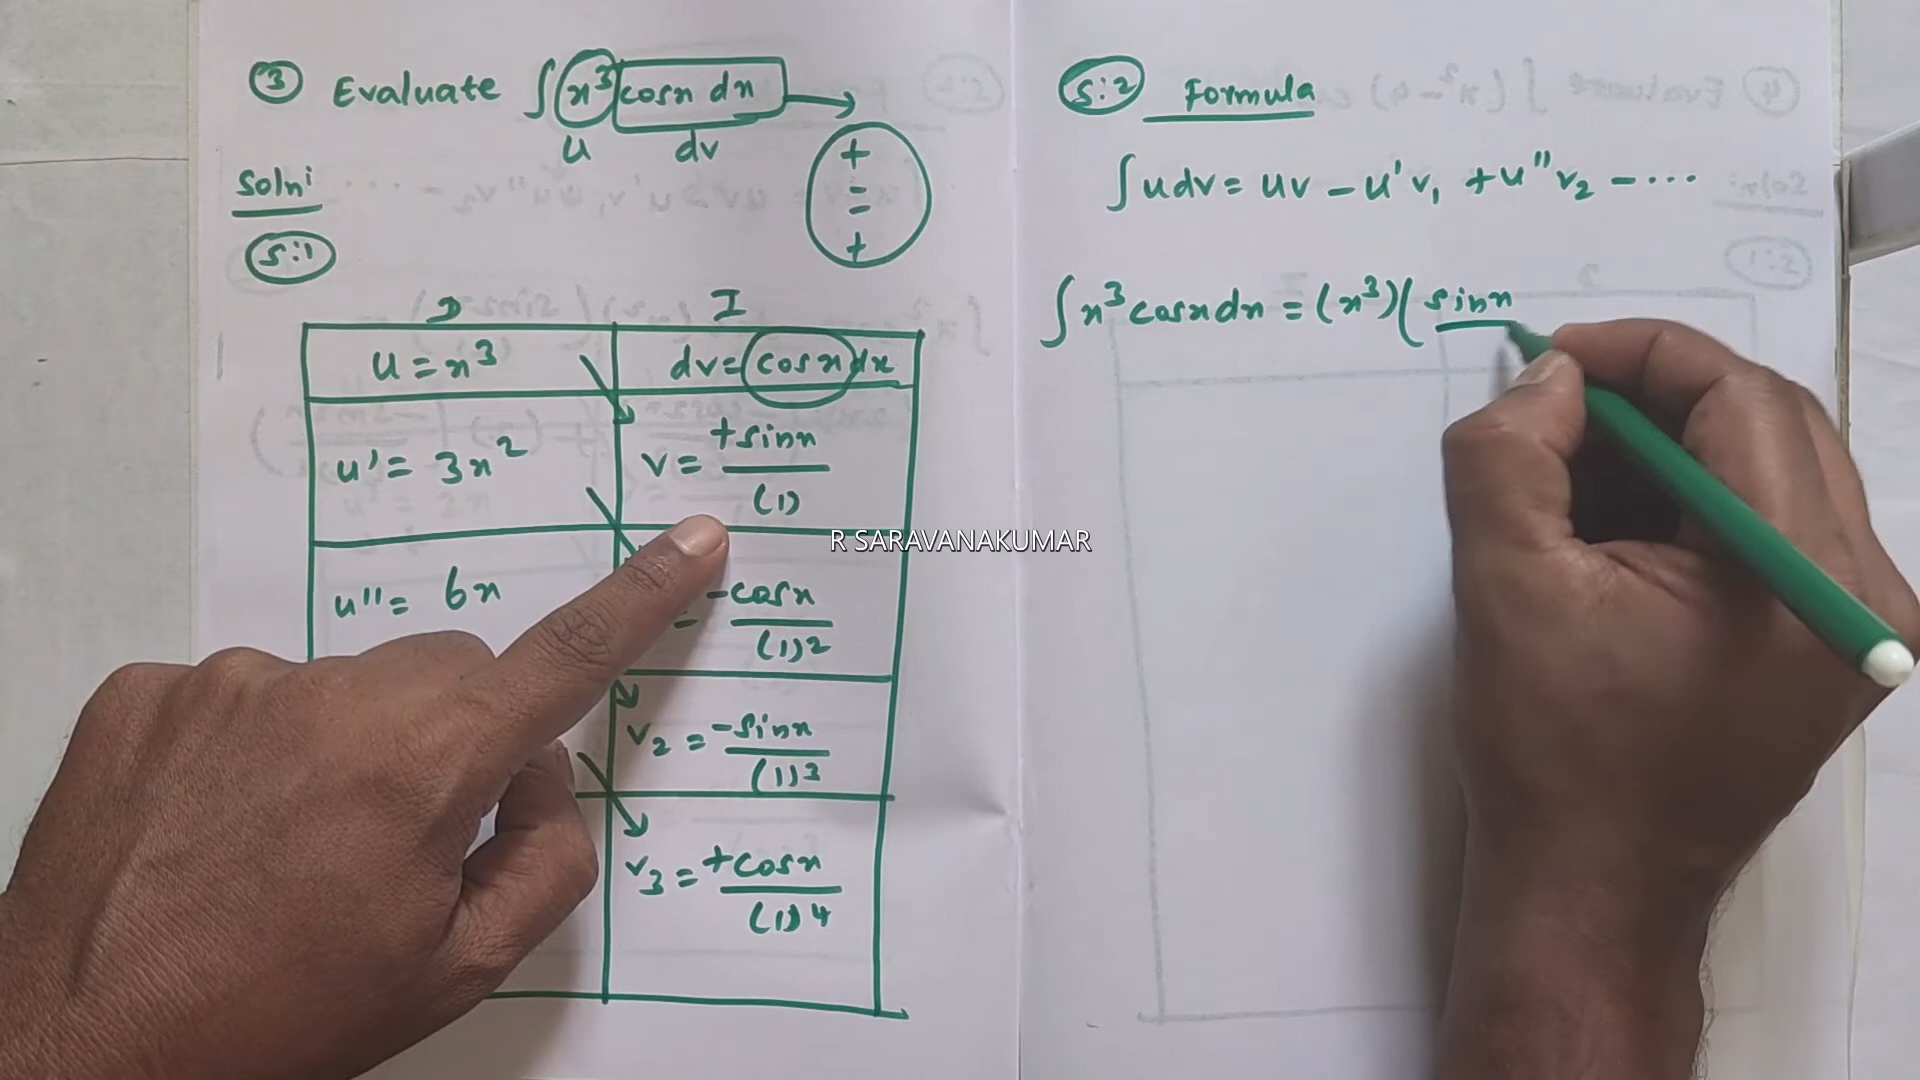 ③ Evaluate ∫ x³ cosx dx
u dv
+
-
-
+
Soln:
S:1
D I
u = x³ dv = cosx dx
u' = 3x² v = +sinx/(1)
u'' = 6x = -cosx/(1)2
v₂ = -sinx/(1)3
v₃ = +cosx/(1)4
S:2 Formula
∫udv = uv - u'v₁ + u''v₂ - ...
∫x³cosxdx = (x³)(sinx
R SARAVANAKUMAR